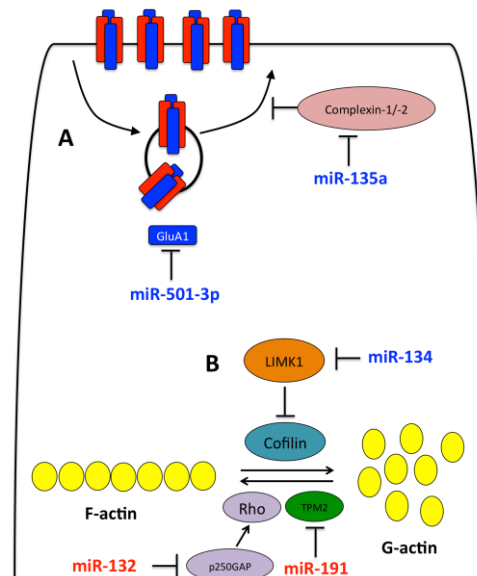 Complexin-1/-2
A
miR-135a
GluA1
miR-501-3p
B
LIMK1
miR-134
Cofilin
F-actin
Rho
TPM2
G-actin
miR-132
p250GAP
miR-191